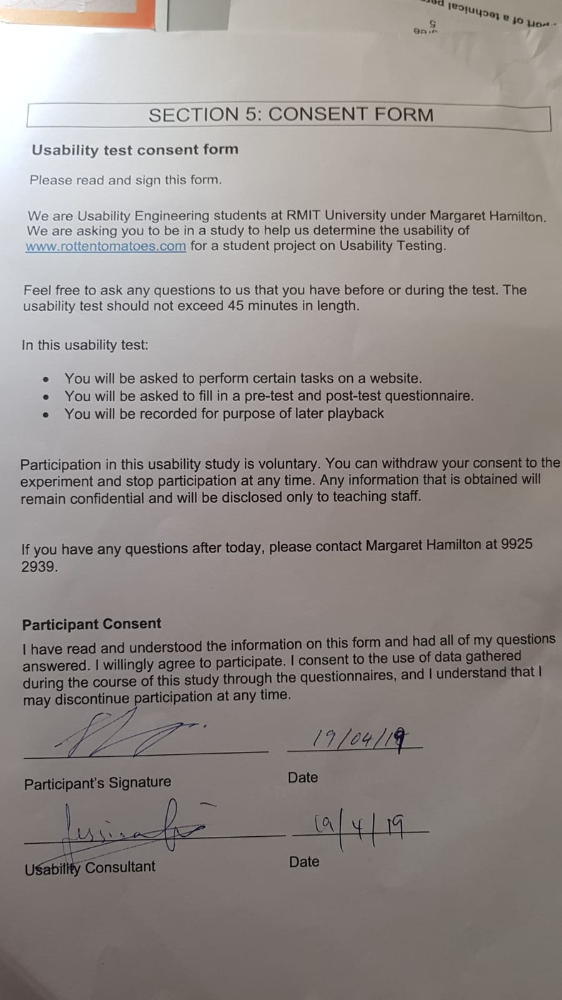 port of a technical
5
SECTION 5: CONSENT FORM
Usability test consent form
Please read and sign this form.
We are Usability Engineering students at RMIT University under Margaret Hamilton.
We are asking you to be in a study to help us determine the usability of
www.rottentomatoes.com for a student project on Usability Testing.
Feel free to ask any questions to us that you have before or during the test. The
usability test should not exceed 45 minutes in length.
In this usability test:
• You will be asked to perform certain tasks on a website.
• You will be asked to fill in a pre-test and post-test questionnaire.
• You will be recorded for purpose of later playback
Participation in this usability study is voluntary. You can withdraw your consent to the
experiment and stop participation at any time. Any information that is obtained will
remain confidential and will be disclosed only to teaching staff.
If you have any questions after today, please contact Margaret Hamilton at 9925
2939.
Participant Consent
I have read and understood the information on this form and had all of my questions
answered. I willingly agree to participate. I consent to the use of data gathered
during the course of this study through the questionnaires, and I understand that I
may discontinue participation at any time.
19/04/19
Participant's Signature Date
Jessica 19/4/19
Usability Consultant Date